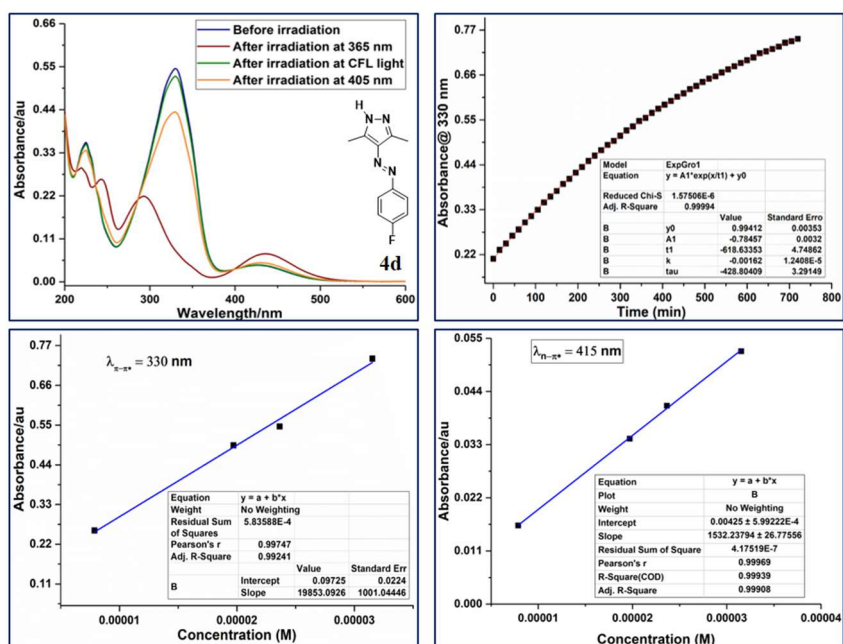 Before irradiation
After irradiation at 365 nm
After irradiation at CFL light
After irradiation at 405 nm
0.66
0.55
0.44
0.33
0.22
0.11
0.00
Absorbance/au
200 300 400 500 600
Wavelength/nm
H
N N
CH₃ CH₃
N
N
F
4d
0.77
0.66
0.55
0.44
0.33
0.22
Absorbance@ 330 nm
Model ExpGro1
Equation y = A1*exp(x/t1) + y0
Reduced Chi-S 1.57506E-6
Adj. R-Square 0.99994
Value Standard Erro
B y0 0.99412 0.00353
B A1 -0.78457 0.0032
B t1 -618.63353 4.74862
B k -0.00162 1.2408E-5
B tau -428.80409 3.29149
0 100 200 300 400 500 600 700 800
Time (min)
λπ-π* = 330 nm
0.77
0.66
0.55
0.44
0.33
0.22
0.11
Absorbance/au
Equation y = a + b*x
Weight No Weighting
Residual Sum of Squares 5.83588E-4
Pearson's r 0.99747
Adj. R-Square 0.99241
Value Standard Err
B Intercept 0.09725 0.0224
Slope 19853.0926 1001.04446
0.00001 0.00002 0.00003
Concentration (M)
λn-π* = 415 nm
0.055
0.044
0.033
0.022
0.011
0.000
Absorbance/au
Equation y = a + b*x
Plot B
Weight No Weighting
Intercept 0.00425 ± 5.99222E-4
Slope 1532.23794 ± 26.77556
Residual Sum of Square 4.17519E-7
Pearson's r 0.99969
R-Square(COD) 0.99939
Adj. R-Square 0.99908
0.00001 0.00002 0.00003 0.00004
Concentration (M)